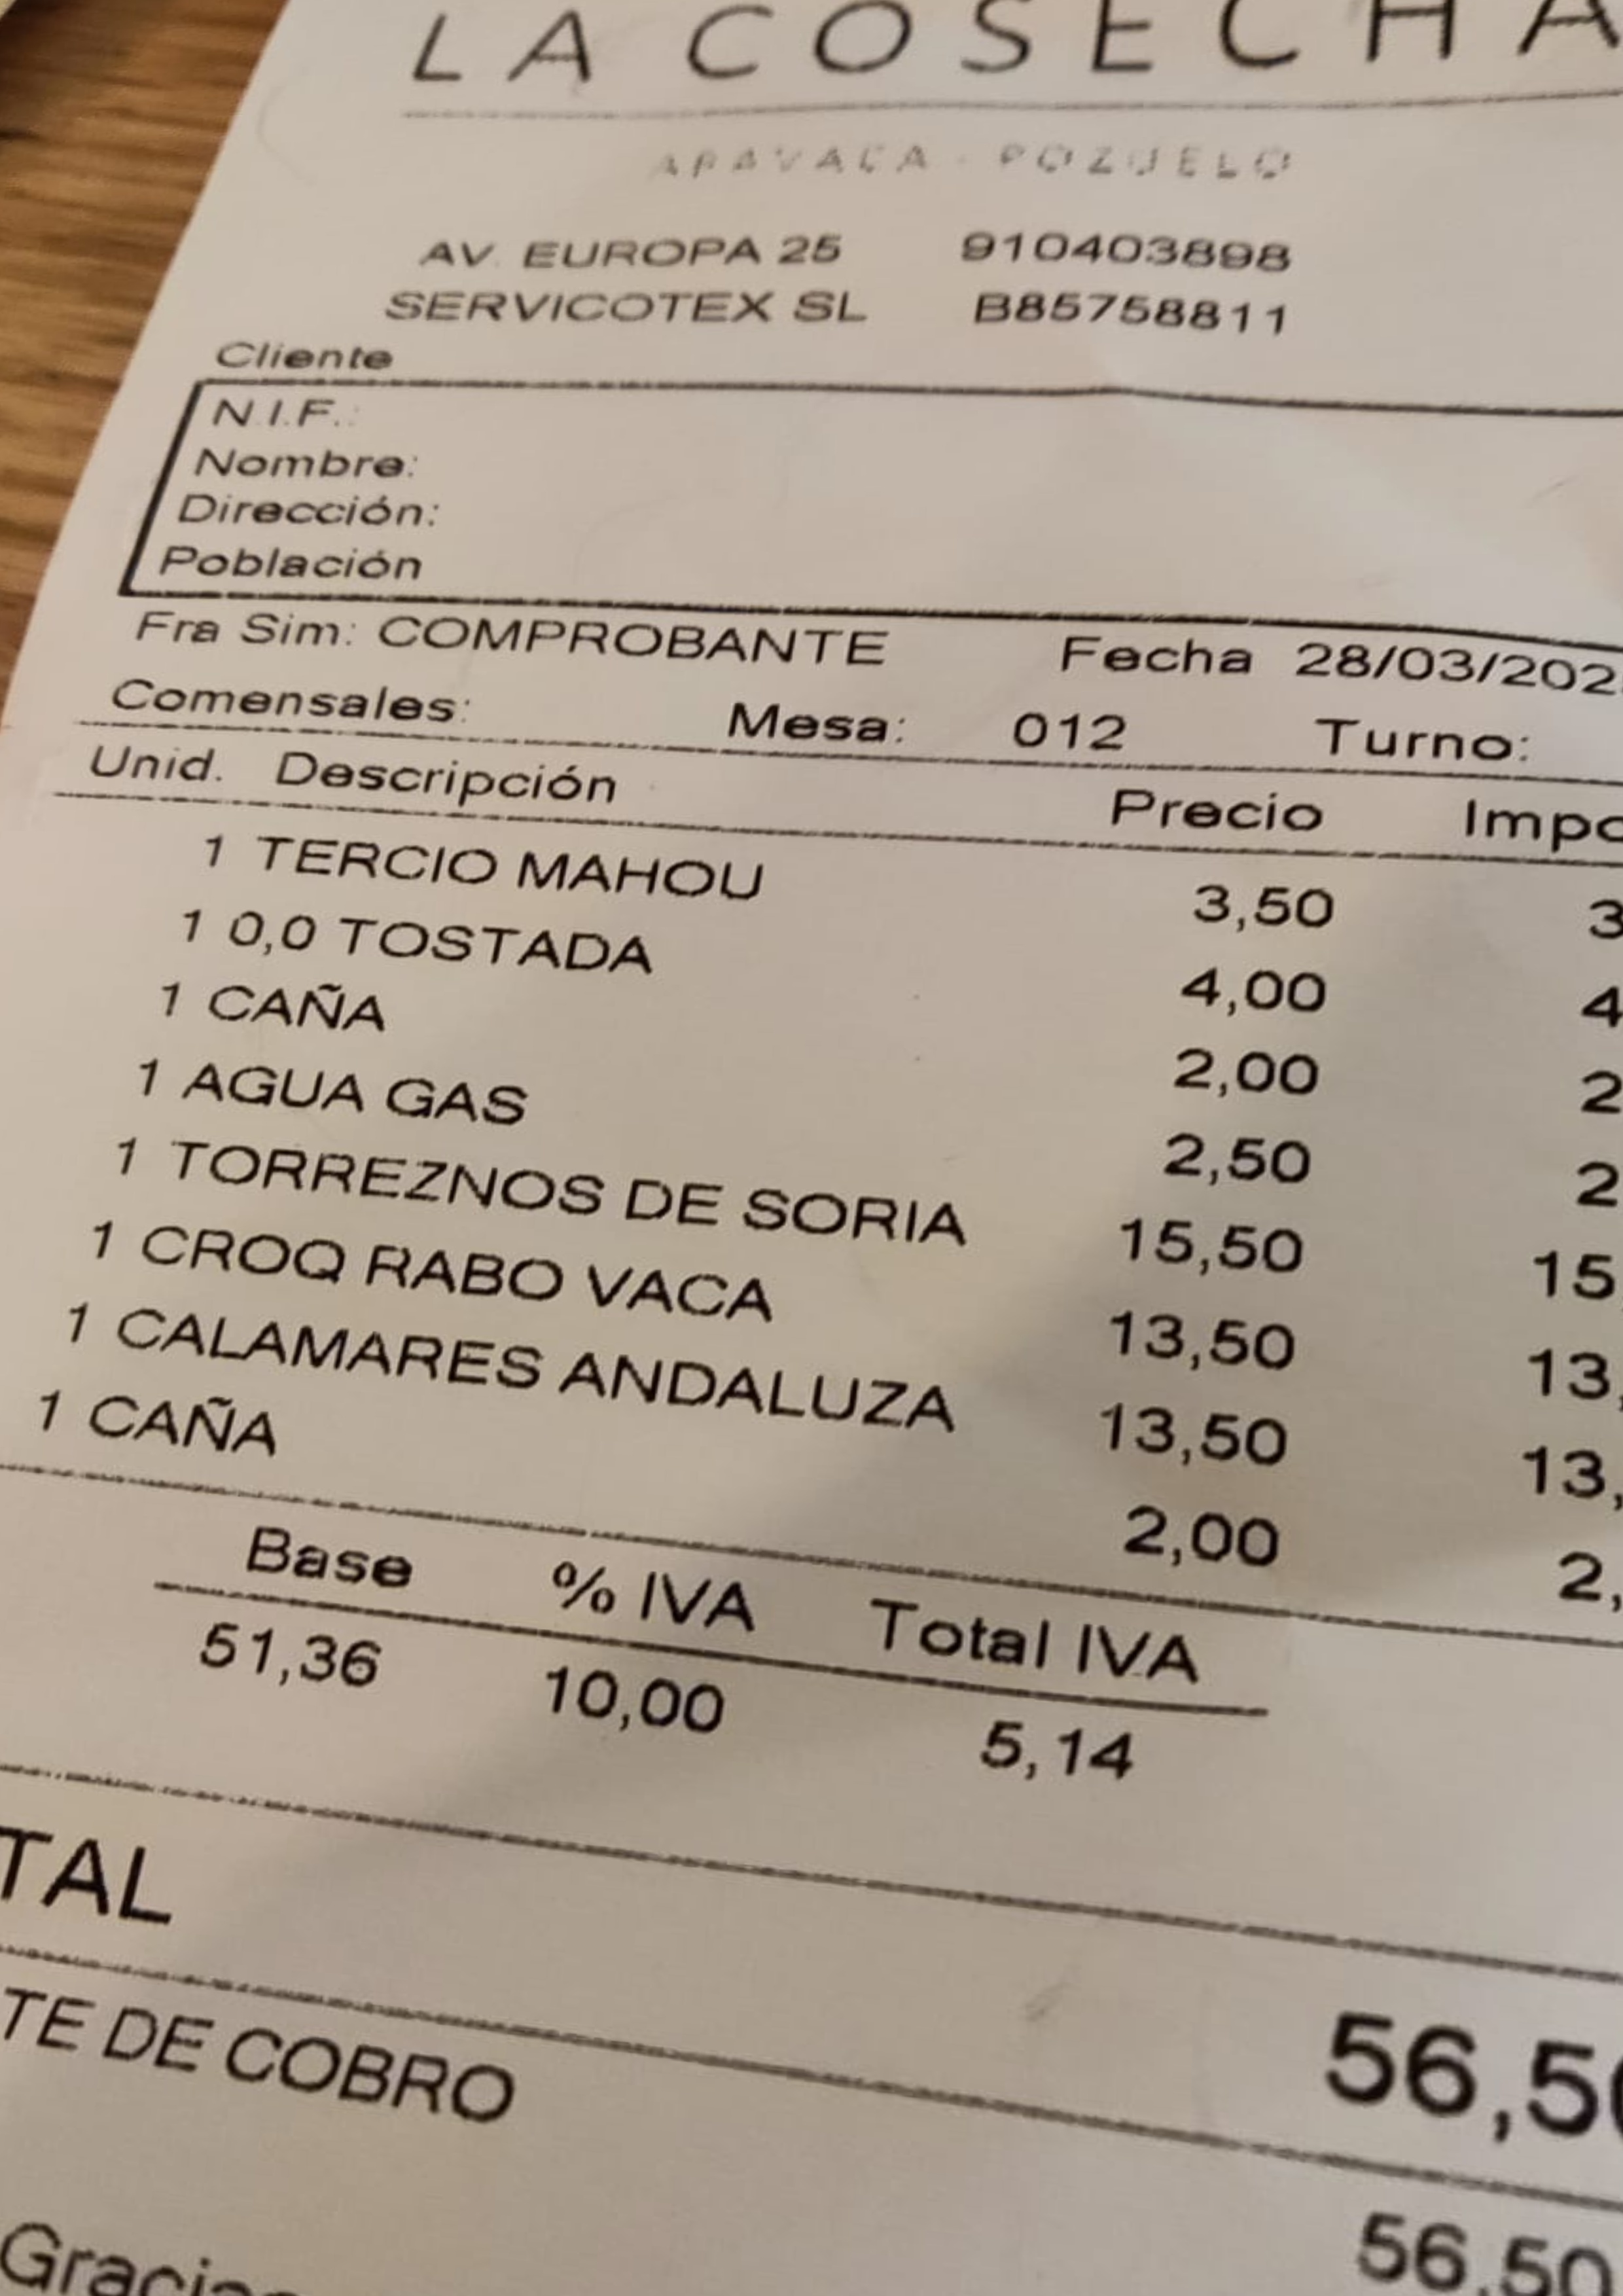 LA COSECHA
ARAVACA - POZUELO
AV. EUROPA 25 910403898
SERVICOTEX SL B85758811
Cliente
N.I.F.:
Nombre:
Dirección:
Población
Fra Sim: COMPROBANTE Fecha 28/03/202
Comensales: Mesa: 012 Turno:
Unid. Descripción Precio Impo
1 TERCIO MAHOU 3,50 3
1 0,0 TOSTADA 4,00 4
1 CAÑA 2,00 2
1 AGUA GAS 2,50 2
1 TORREZNOS DE SORIA 15,50 15
1 CROQ RABO VACA 13,50 13,
1 CALAMARES ANDALUZA 13,50 13,
1 CAÑA 2,00 2,
Base % IVA Total IVA
51,36 10,00 5,14
TAL 56,50
TE DE COBRO 56,50
Gracias